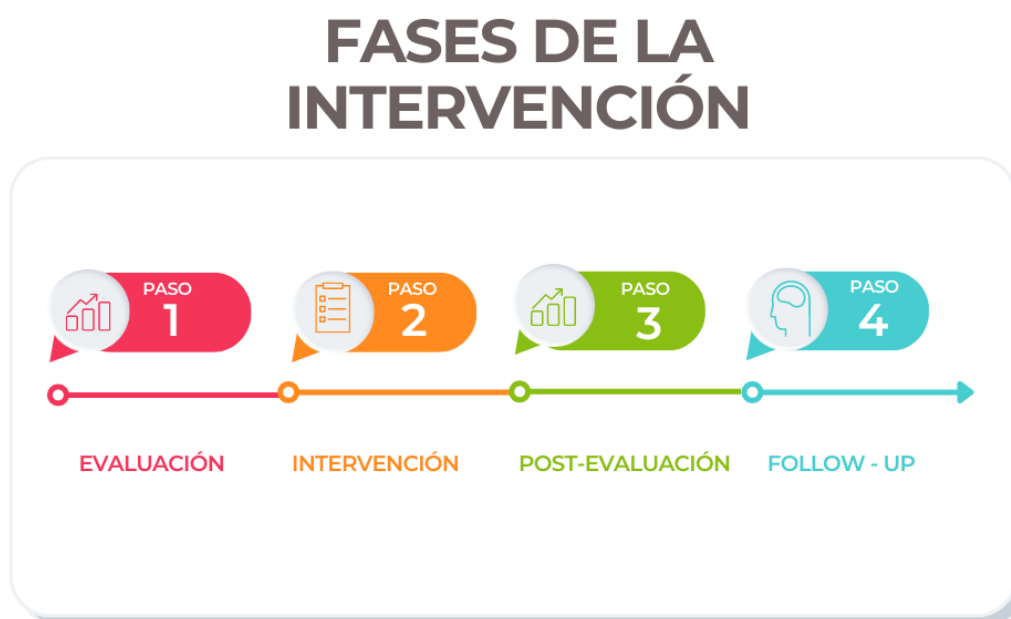 FASES DE LA
INTERVENCIÓN
PASO
1
PASO
2
PASO
3
PASO
4
EVALUACIÓN
INTERVENCIÓN
POST-EVALUACIÓN
FOLLOW - UP